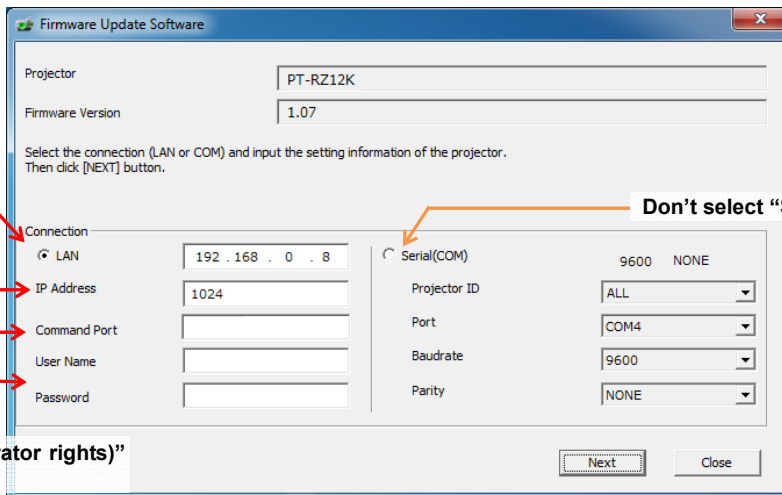 Firmware Update Software
Projector PT-RZ12K
Firmware Version 1.07
Select the connection (LAN or COM) and input the setting information of the projector.
Then click [NEXT] button.
Don't select "
Connection
LAN 192 . 168 . 0 . 8 Serial(COM) 9600 NONE
IP Address 1024 Projector ID ALL
Command Port Port COM4
User Name Baudrate 9600
Password Parity NONE
rights)"
Next Close